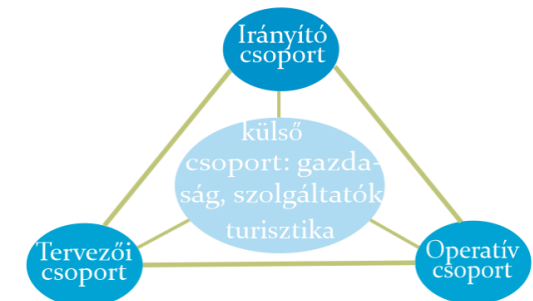 Irányító
csoport
külső
csoport: gazda-
ság, szolgáltatók
turisztika
Tervezői
csoport
Operatív
csoport